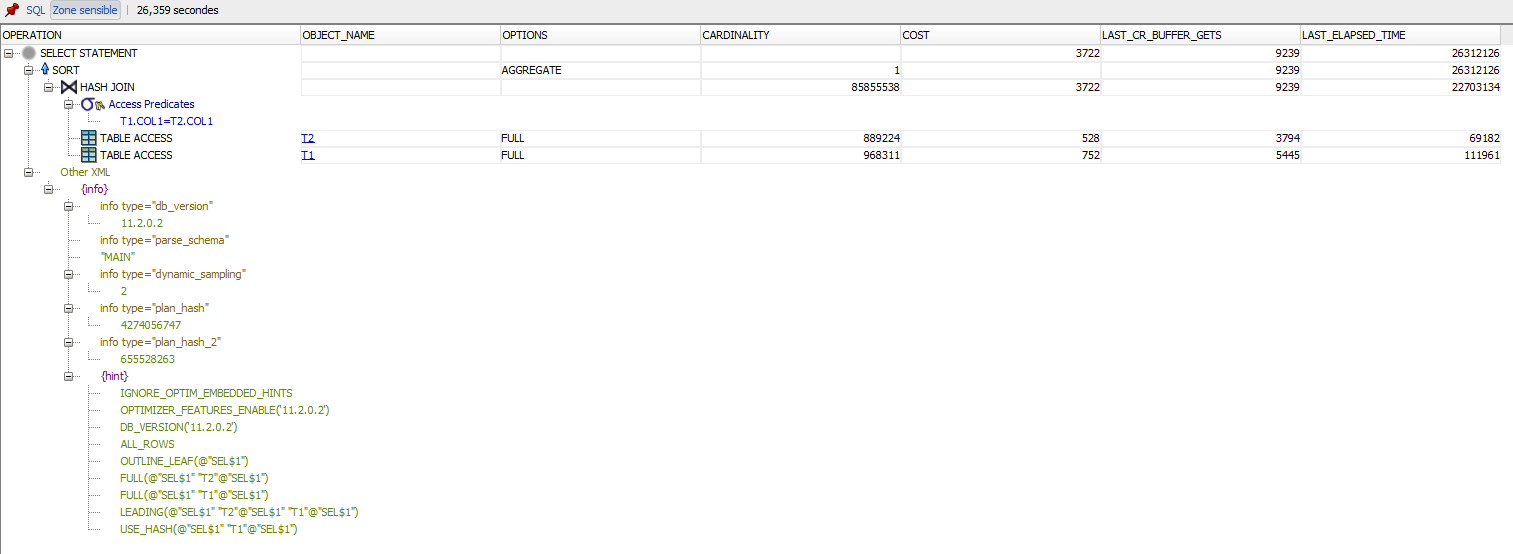 SQL Zone sensible 26,359 secondes
OPERATION OBJECT_NAME OPTIONS CARDINALITY COST LAST_CR_BUFFER_GETS LAST_ELAPSED_TIME
SELECT STATEMENT 3722 9239 26312126
SORT AGGREGATE 1 9239 26312126
HASH JOIN 85855538 3722 9239 22703134
Access Predicates
T1.COL1=T2.COL1
TABLE ACCESS T2 FULL 889224 528 3794 69182
TABLE ACCESS T1 FULL 968311 752 5445 111961
Other XML
{info}
info type="db_version"
11.2.0.2
info type="parse_schema"
"MAIN"
info type="dynamic_sampling"
2
info type="plan_hash"
4274056747
info type="plan_hash_2"
655528263
{hint}
IGNORE_OPTIM_EMBEDDED_HINTS
OPTIMIZER_FEATURES_ENABLE('11.2.0.2')
DB_VERSION('11.2.0.2')
ALL_ROWS
OUTLINE_LEAF(@"SEL$1")
FULL(@"SEL$1" "T2"@"SEL$1")
FULL(@"SEL$1" "T1"@"SEL$1")
LEADING(@"SEL$1" "T2"@"SEL$1" "T1"@"SEL$1")
USE_HASH(@"SEL$1" "T1"@"SEL$1")